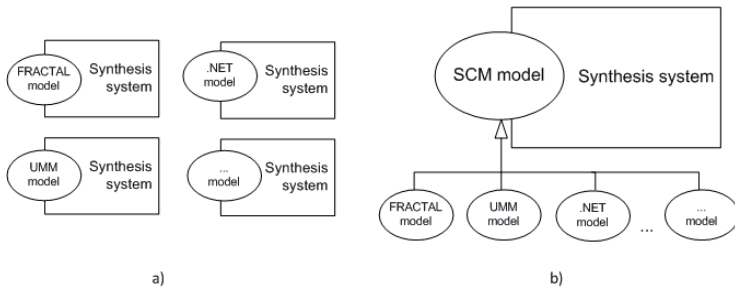 FRACTAL
model
Synthesis
system
.NET
model
Synthesis
system
UMM
model
Synthesis
system
...
model
Synthesis
system
a)
SCM model
Synthesis system
FRACTAL
model
UMM
model
.NET
model
...
...
model
b)